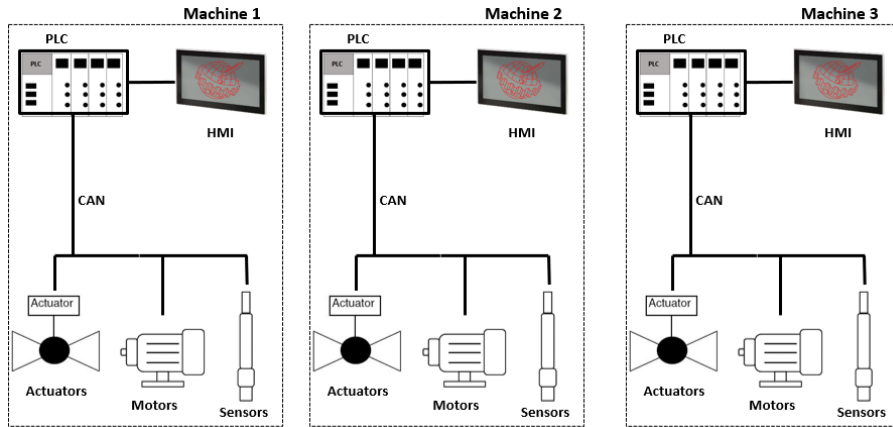 Machine 1
PLC
PLC
HMI
CAN
Actuator
Actuators
Motors
Sensors
Machine 2
PLC
PLC
HMI
CAN
Actuator
Actuators
Motors
Sensors
Machine 3
PLC
PLC
HMI
CAN
Actuator
Actuators
Motors
Sensors